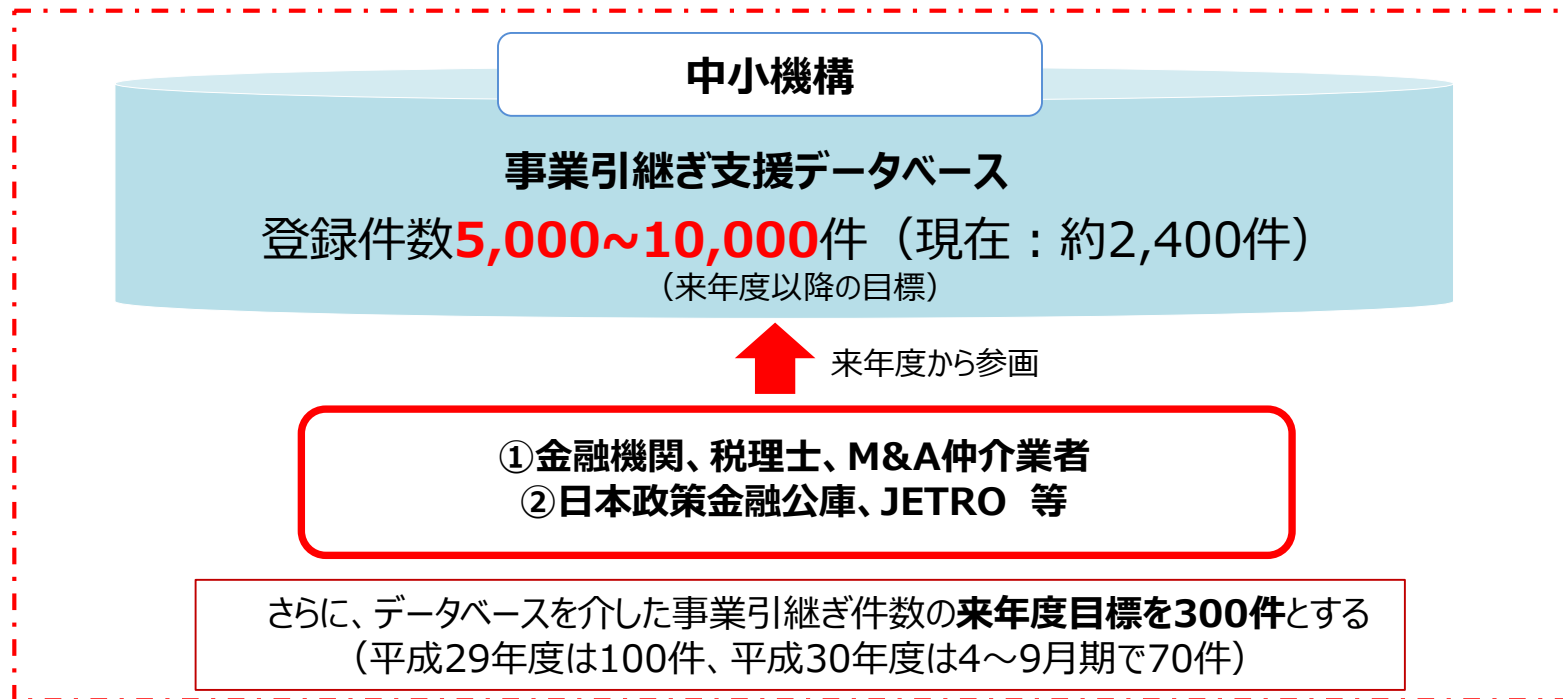 中小機構
事業引継ぎ支援データベース
登録件数5,000~10,000件（現在：約2,400件）
（来年度以降の目標）
来年度から参画
①金融機関、税理士、M&A仲介業者
②日本政策金融公庫、JETRO 等
さらに、データベースを介した事業引継ぎ件数の来年度目標を300件とする
（平成29年度は100件、平成30年度は4～9月期で70件）